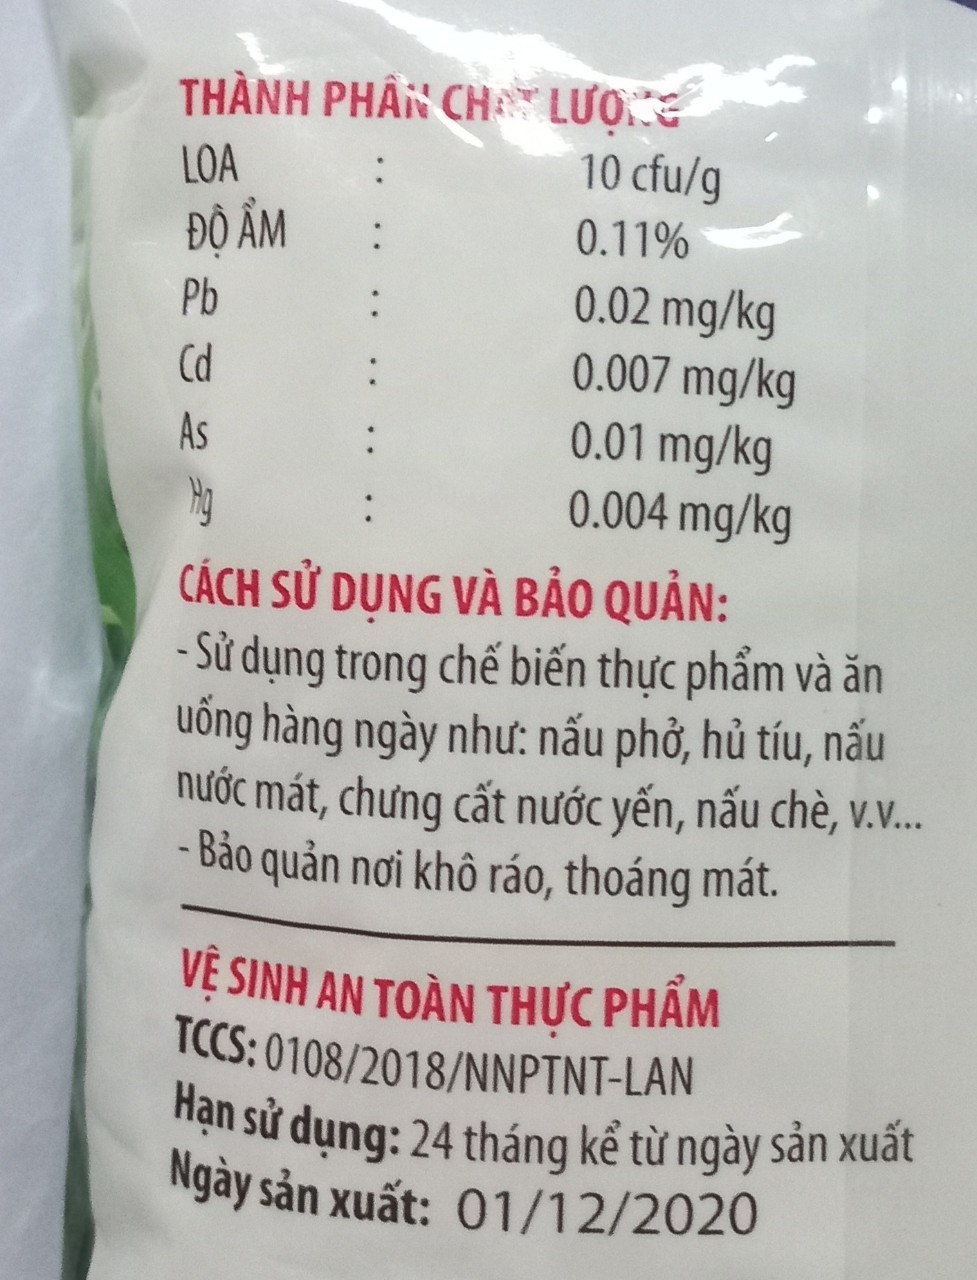 THÀNH PHẦN CHẤT LƯỢNG
LOA : 10 cfu/g
ĐỘ ẨM : 0.11%
Pb : 0.02 mg/kg
Cd : 0.007 mg/kg
As : 0.01 mg/kg
Hg : 0.004 mg/kg
CÁCH SỬ DỤNG VÀ BẢO QUẢN:
- Sử dụng trong chế biến thực phẩm và ăn
uống hàng ngày như: nấu phở, hủ tíu, nấu
nước mát, chưng cất nước yến, nấu chè, v.v...
- Bảo quản nơi khô ráo, thoáng mát.
VỆ SINH AN TOÀN THỰC PHẨM
TCCS: 0108/2018/NNPTNT-LAN
Hạn sử dụng: 24 tháng kể từ ngày sản xuất
Ngày sản xuất: 01/12/2020